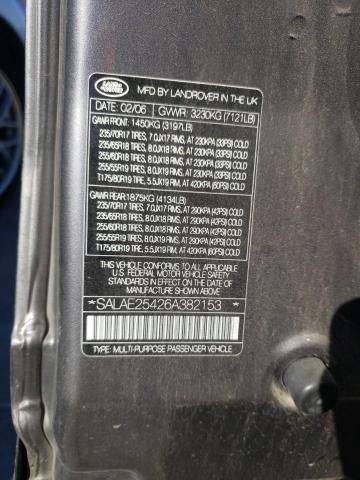 LAND ROVER
MFD BY LANDROVER IN THE UK
DATE: 02/06 GVWR: 3230KG (7121LB)
GAWR FRONT: 1450KG (3197LB)
235/70R17 TIRES, 7.0JX17 RIMS, AT 230KPA (33PSI) COLD
235/65R18 TIRES, 8.0JX18 RIMS, AT 230KPA (33PSI) COLD
255/60R18 TIRES, 8.0JX18 RIMS, AT 230KPA (33PSI) COLD
255/55R19 TIRES, 8.0JX19 RIMS, AT 230KPA (33PSI) COLD
T175/80R19 TIRE, 5.5JX19 RIM, AT 420KPA (60PSI) COLD
GAWR REAR: 1875KG (4134LB)
235/70R17 TIRES, 7.0JX17 RIMS, AT 290KPA (42PSI) COLD
235/65R18 TIRES, 8.0JX18 RIMS, AT 290KPA (42PSI) COLD
255/60R18 TIRES, 8.0JX18 RIMS, AT 290KPA (42PSI) COLD
255/55R19 TIRES, 8.0JX19 RIMS, AT 290KPA (42PSI) COLD
T175/80R19 TIRE, 5.5JX19 RIM, AT 420KPA (60PSI) COLD
THIS VEHICLE CONFORMS TO ALL APPLICABLE
U.S. FEDERAL MOTOR VEHICLE SAFETY
STANDARDS IN EFFECT ON THE DATE OF
MANUFACTURE SHOWN ABOVE.
*SALAE25426A382153*
TYPE: MULTI-PURPOSE PASSENGER VEHICLE